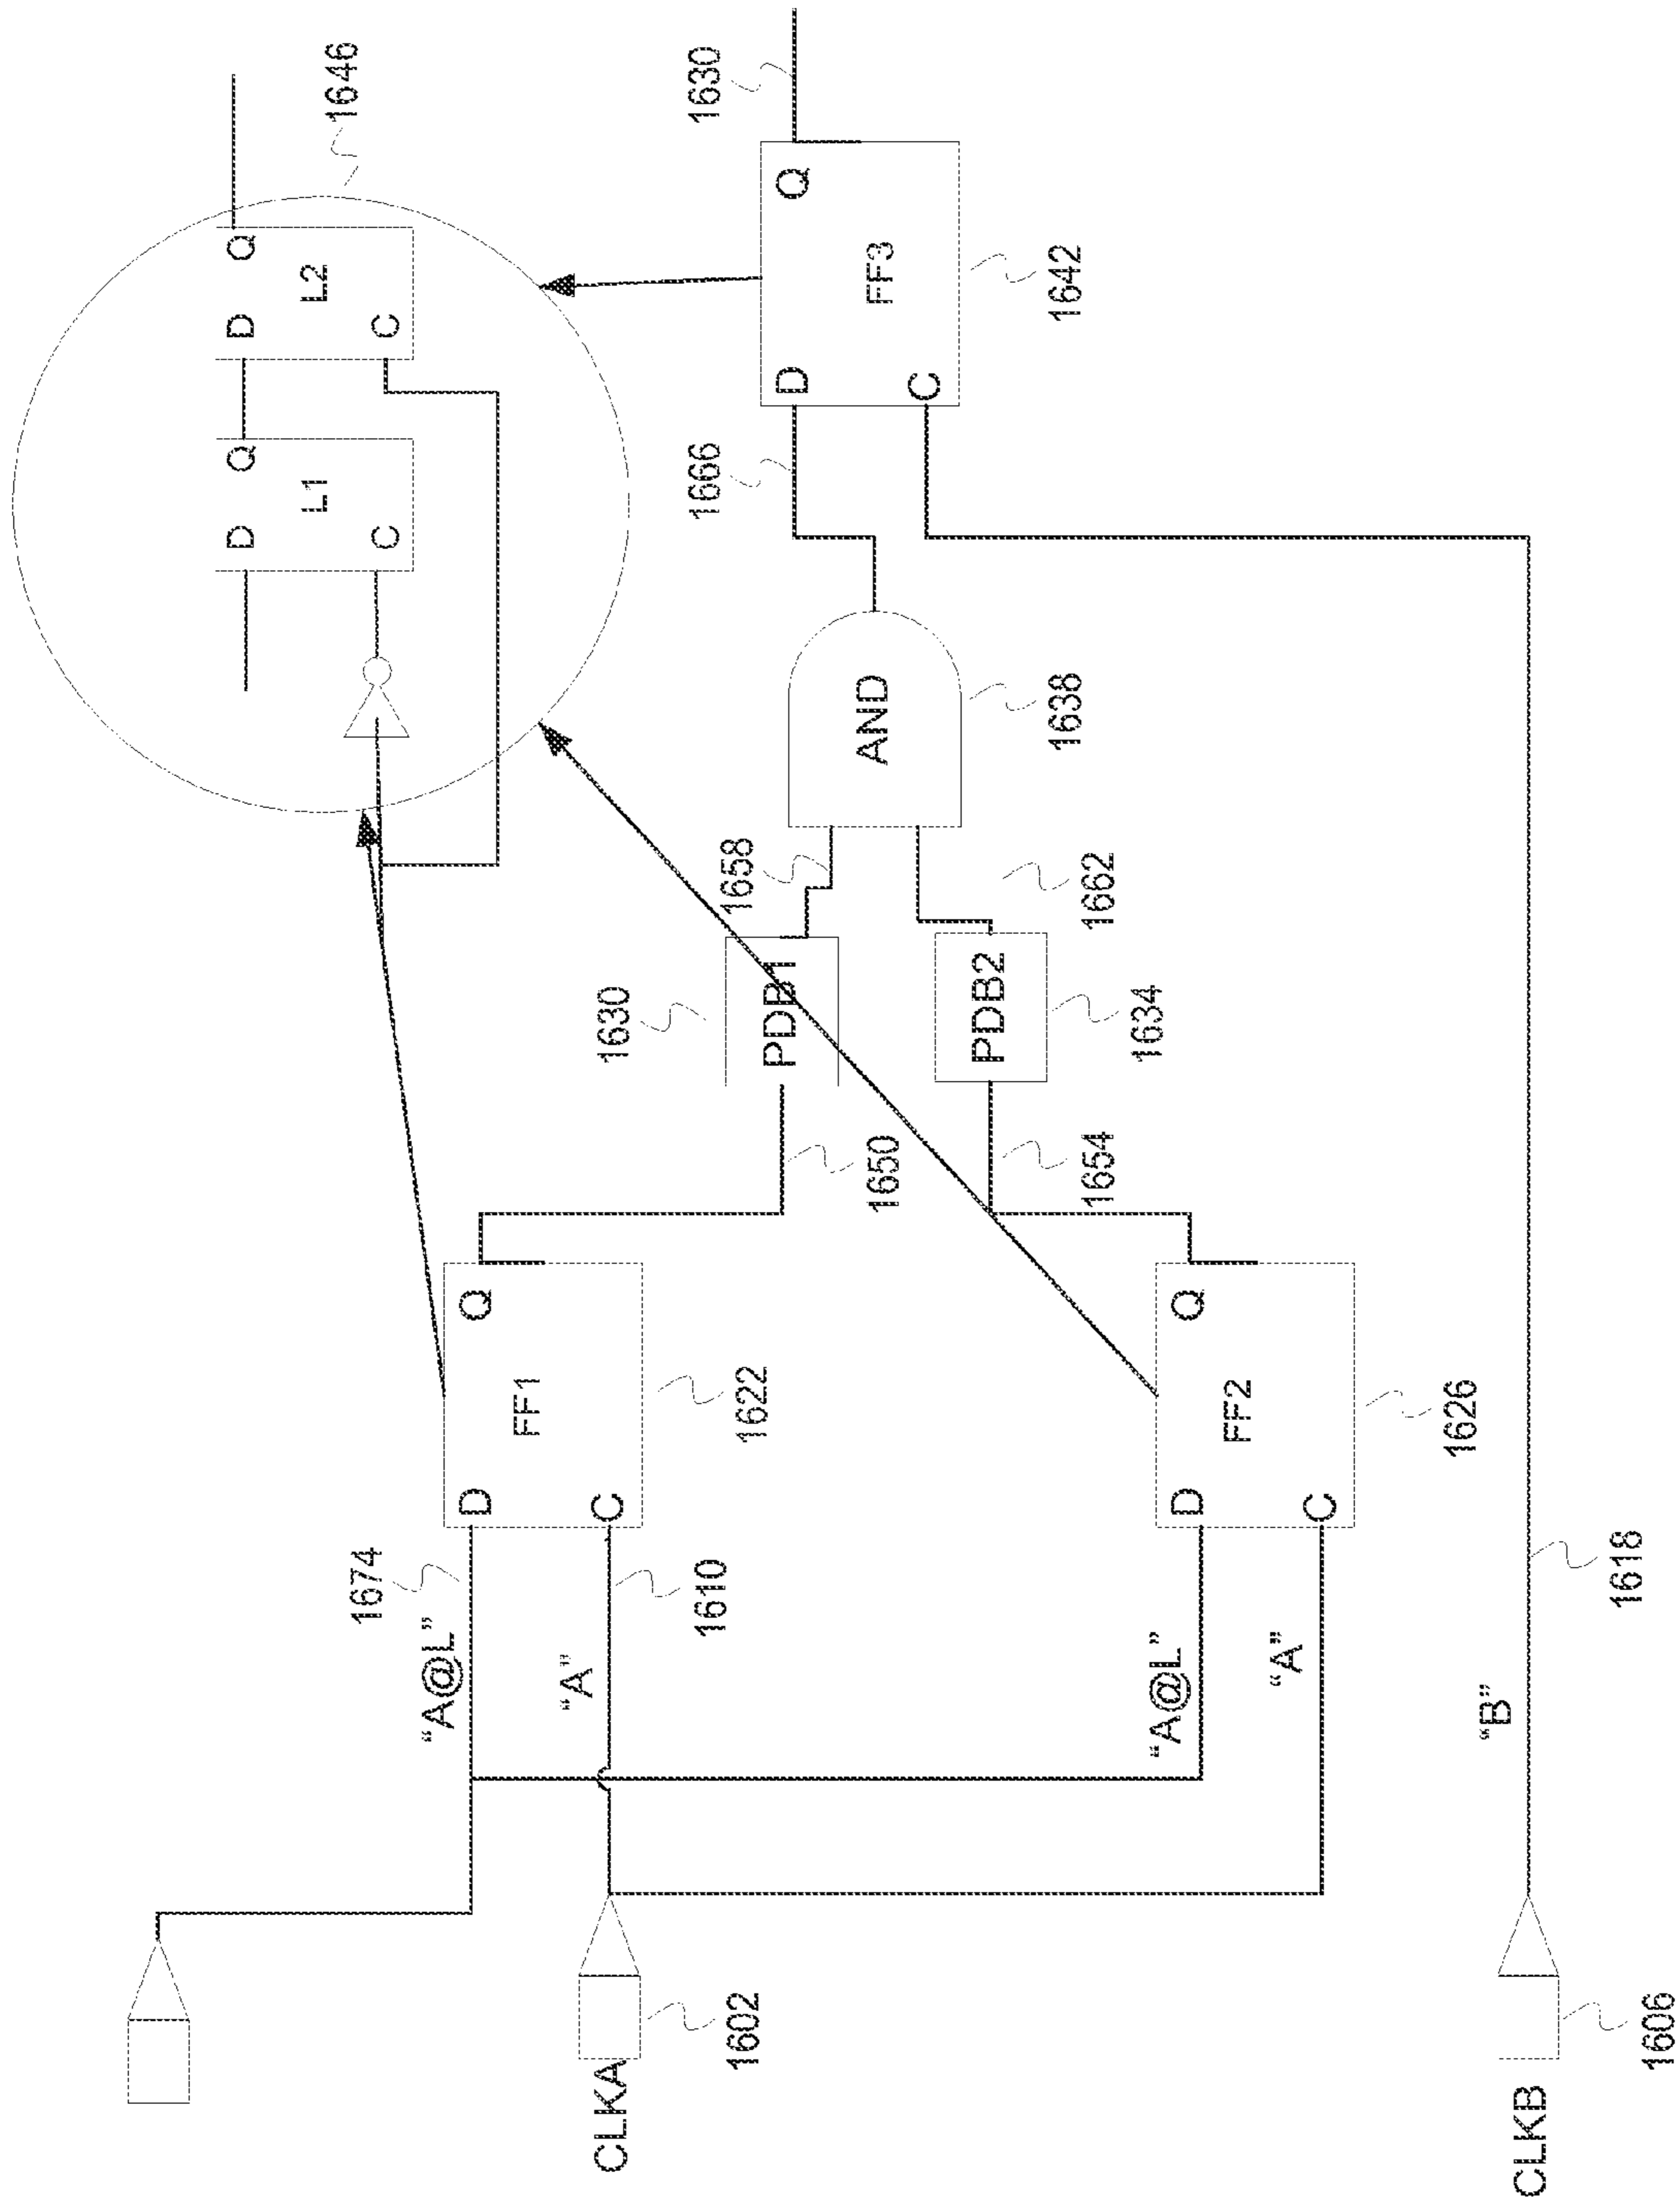 1646
D
Q
L1
C
D
Q
L2
C
1630
1674
"A@L"
D
Q
FF1
"A"
C
1610
1622
1650
1630
PDB1
1658
1666
D
Q
FF3
C
1642
CLKA
1602
AND
1638
PDB2
1662
1634
1654
"A@L"
D
Q
FF2
"A"
C
1626
"B"
1618
CLKB
1606